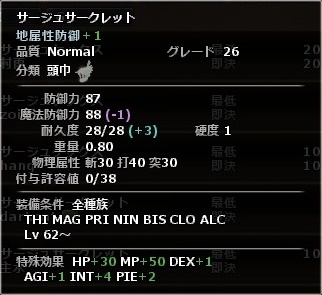 サージュサークレット
地属性防御+1
品質 Normal グレード 26
分類 頭巾
防御力 87
魔法防御力 88 (-1)
耐久度 28/28 (+3) 硬度 1
重量 0.80
物理属性 斬30 打40 突30
付与許容値 0/38
装備条件 全種族
THI MAG PRI NIN BIS CLO ALC
Lv 62～
特殊効果 HP+30 MP+50 DEX+1
AGI+1 INT+4 PIE+2